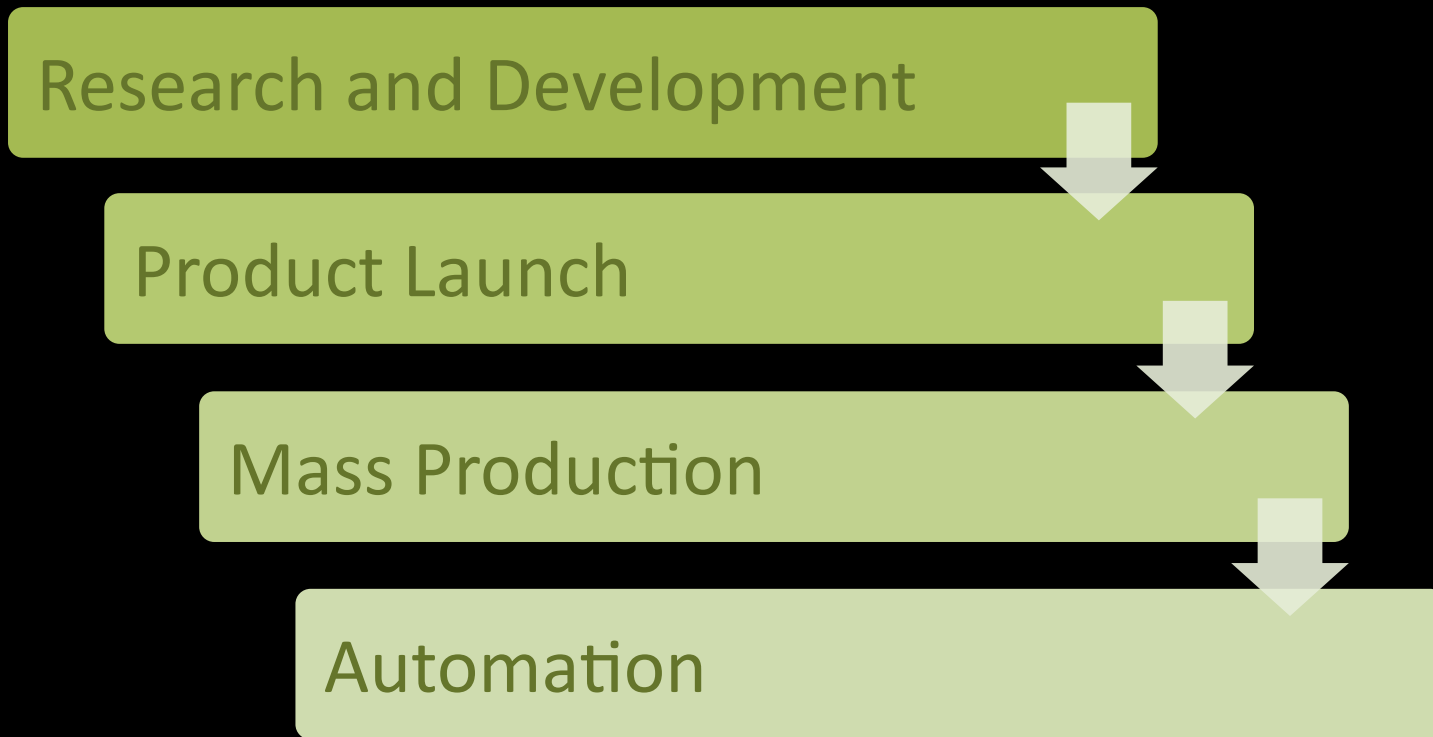 Research and Development
Product Launch
Mass Production
Automation